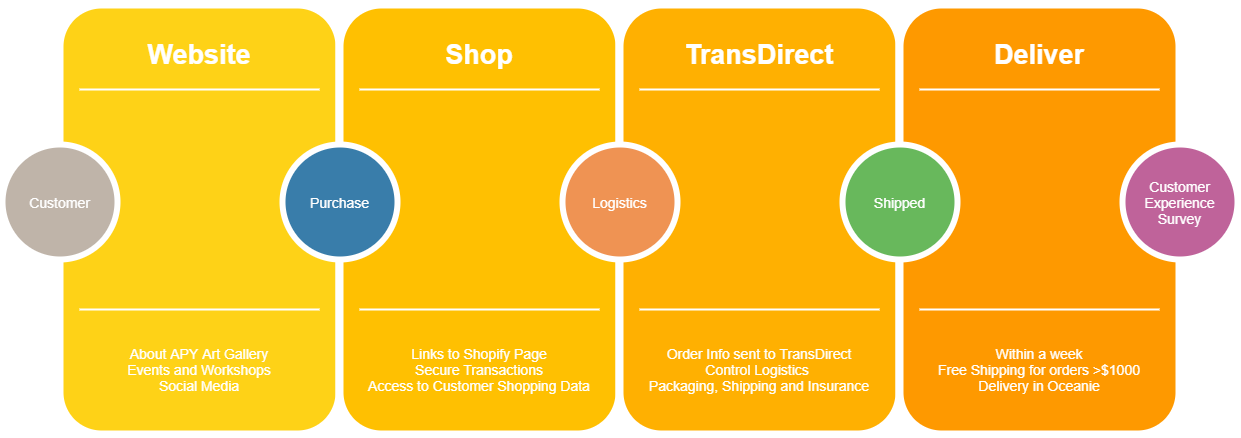 Website
Shop
TransDirect
Deliver
Customer
Purchase
Logistics
Shipped
Customer
Experience
Survey
About APY Art Gallery
Events and Workshops
Social Media
Links to Shopify Page
Secure Transactions
Access to Customer Shopping Data
Order Info sent to TransDirect
Control Logistics
Packaging, Shipping and Insurance
Within a week
Free Shipping for orders >$1000
Delivery in Oceanie